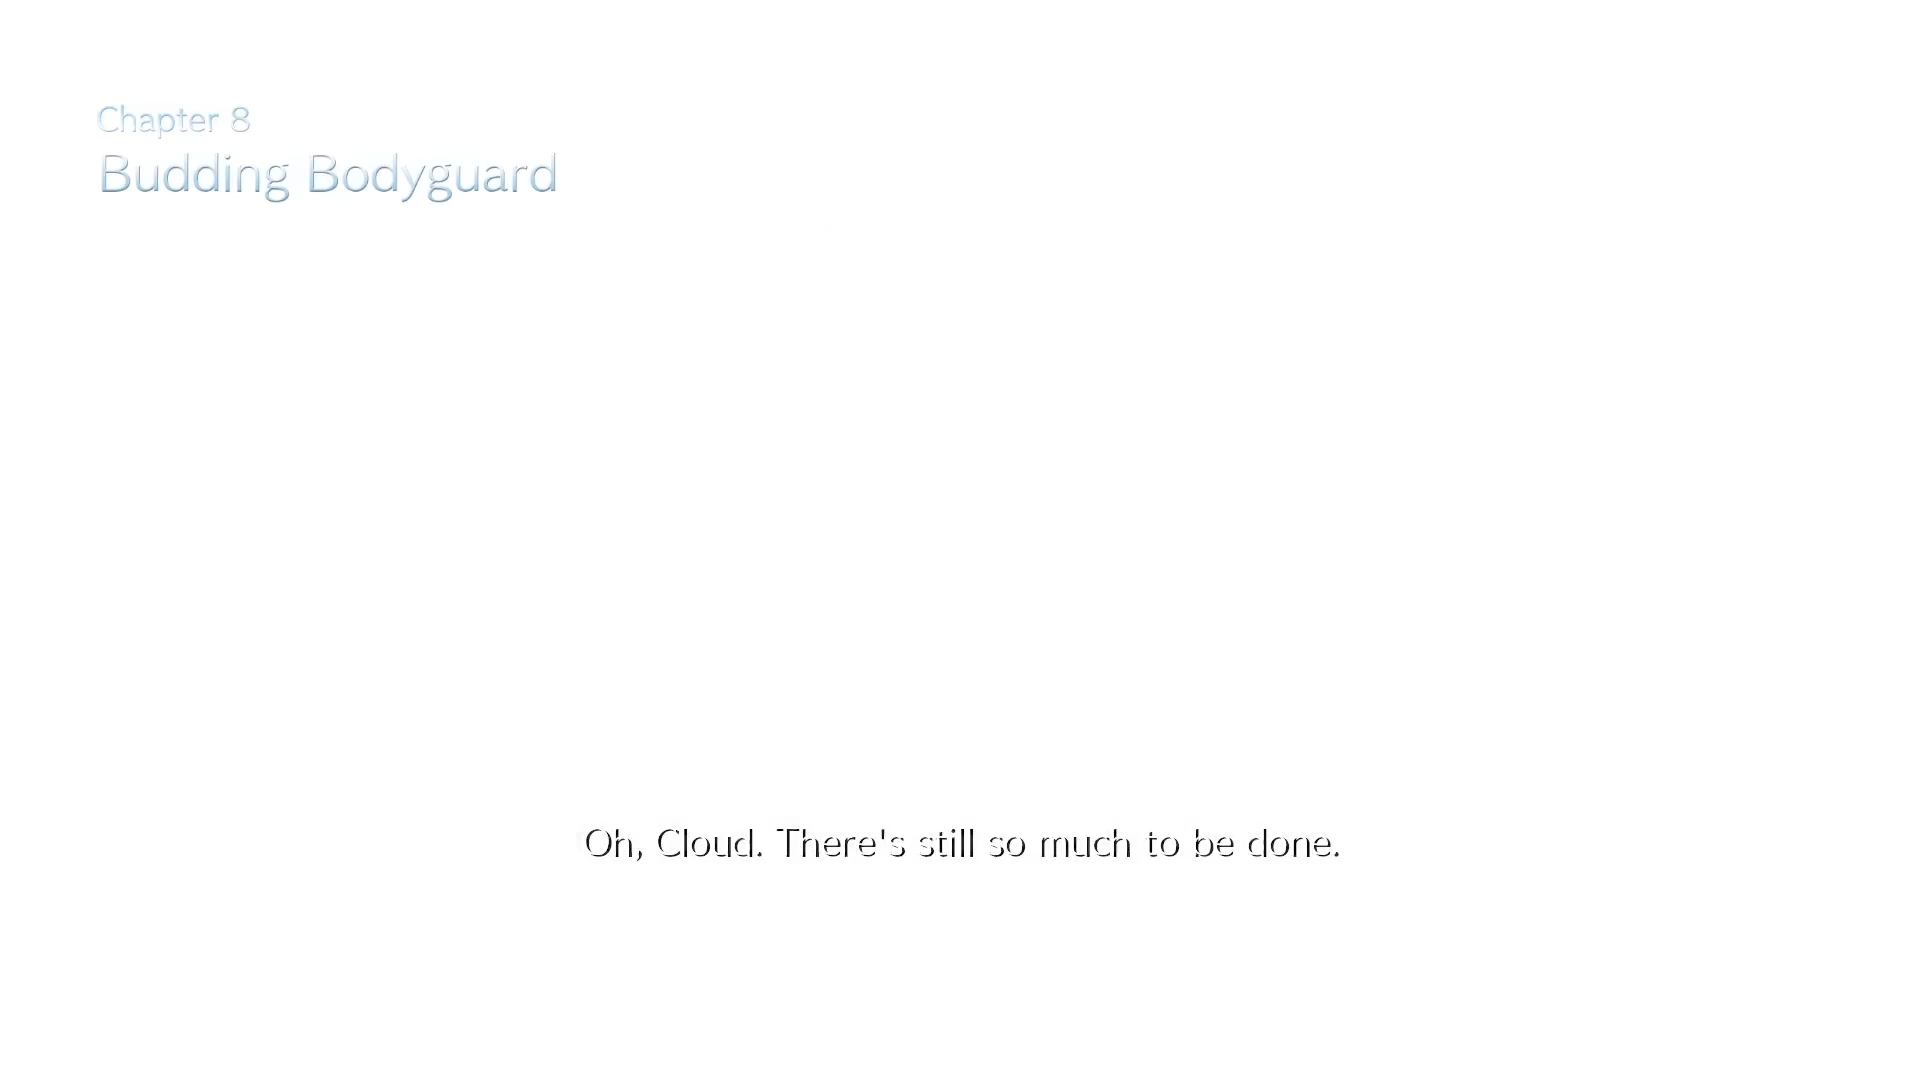 Chapter 8
Budding Bodyguard
Oh, Cloud. There's still so much to be done.